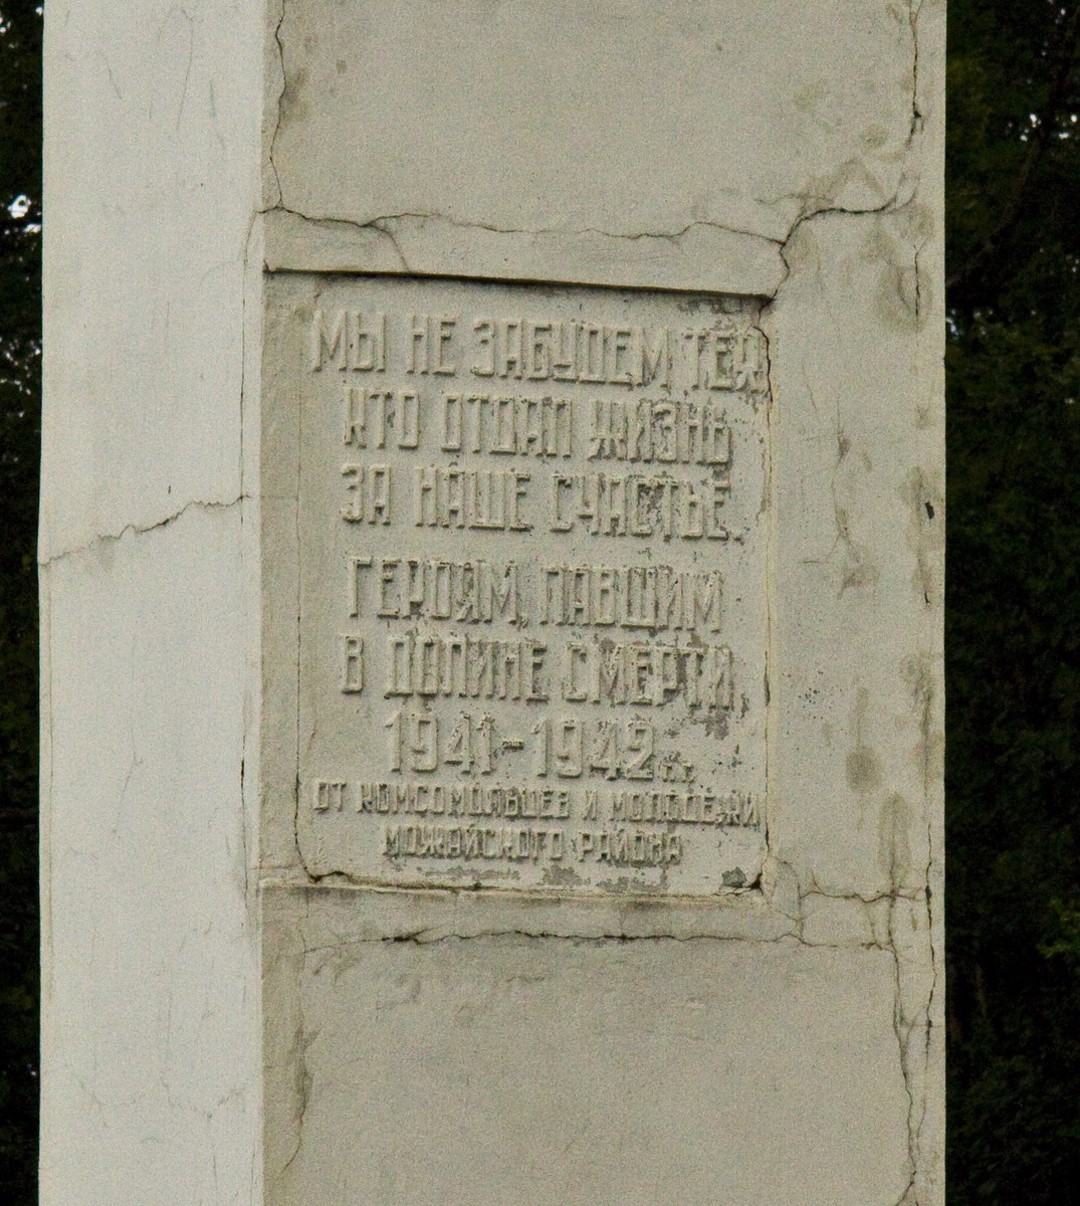 МЫ НЕ ЗАБУДЕМ ТЕХ
КТО ОТДАЛ ЖИЗНЬ
ЗА НАШЕ СЧАСТЬЕ.
ГЕРОЯМ, ПАВШИМ
В ДОЛИНЕ СМЕРТИ
1941-1942 г.г.
ОТ КОМСОМОЛЬЦЕВ И МОЛОДЕЖИ
МОЖАЙСКОГО РАЙОНА